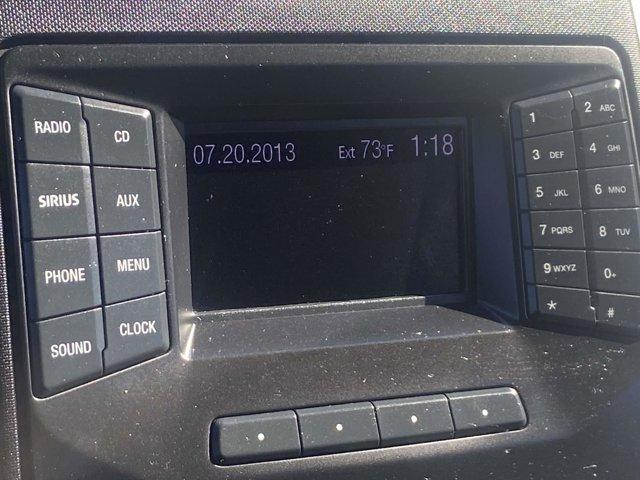 07.20.2013 Ext 73°F 1:18
RADIO CD
SIRIUS AUX
PHONE MENU
SOUND CLOCK
1 2 ABC
3 DEF 4 GHI
5 JKL 6 MNO
7 PQRS 8 TUV
9 WXYZ 0+
* #